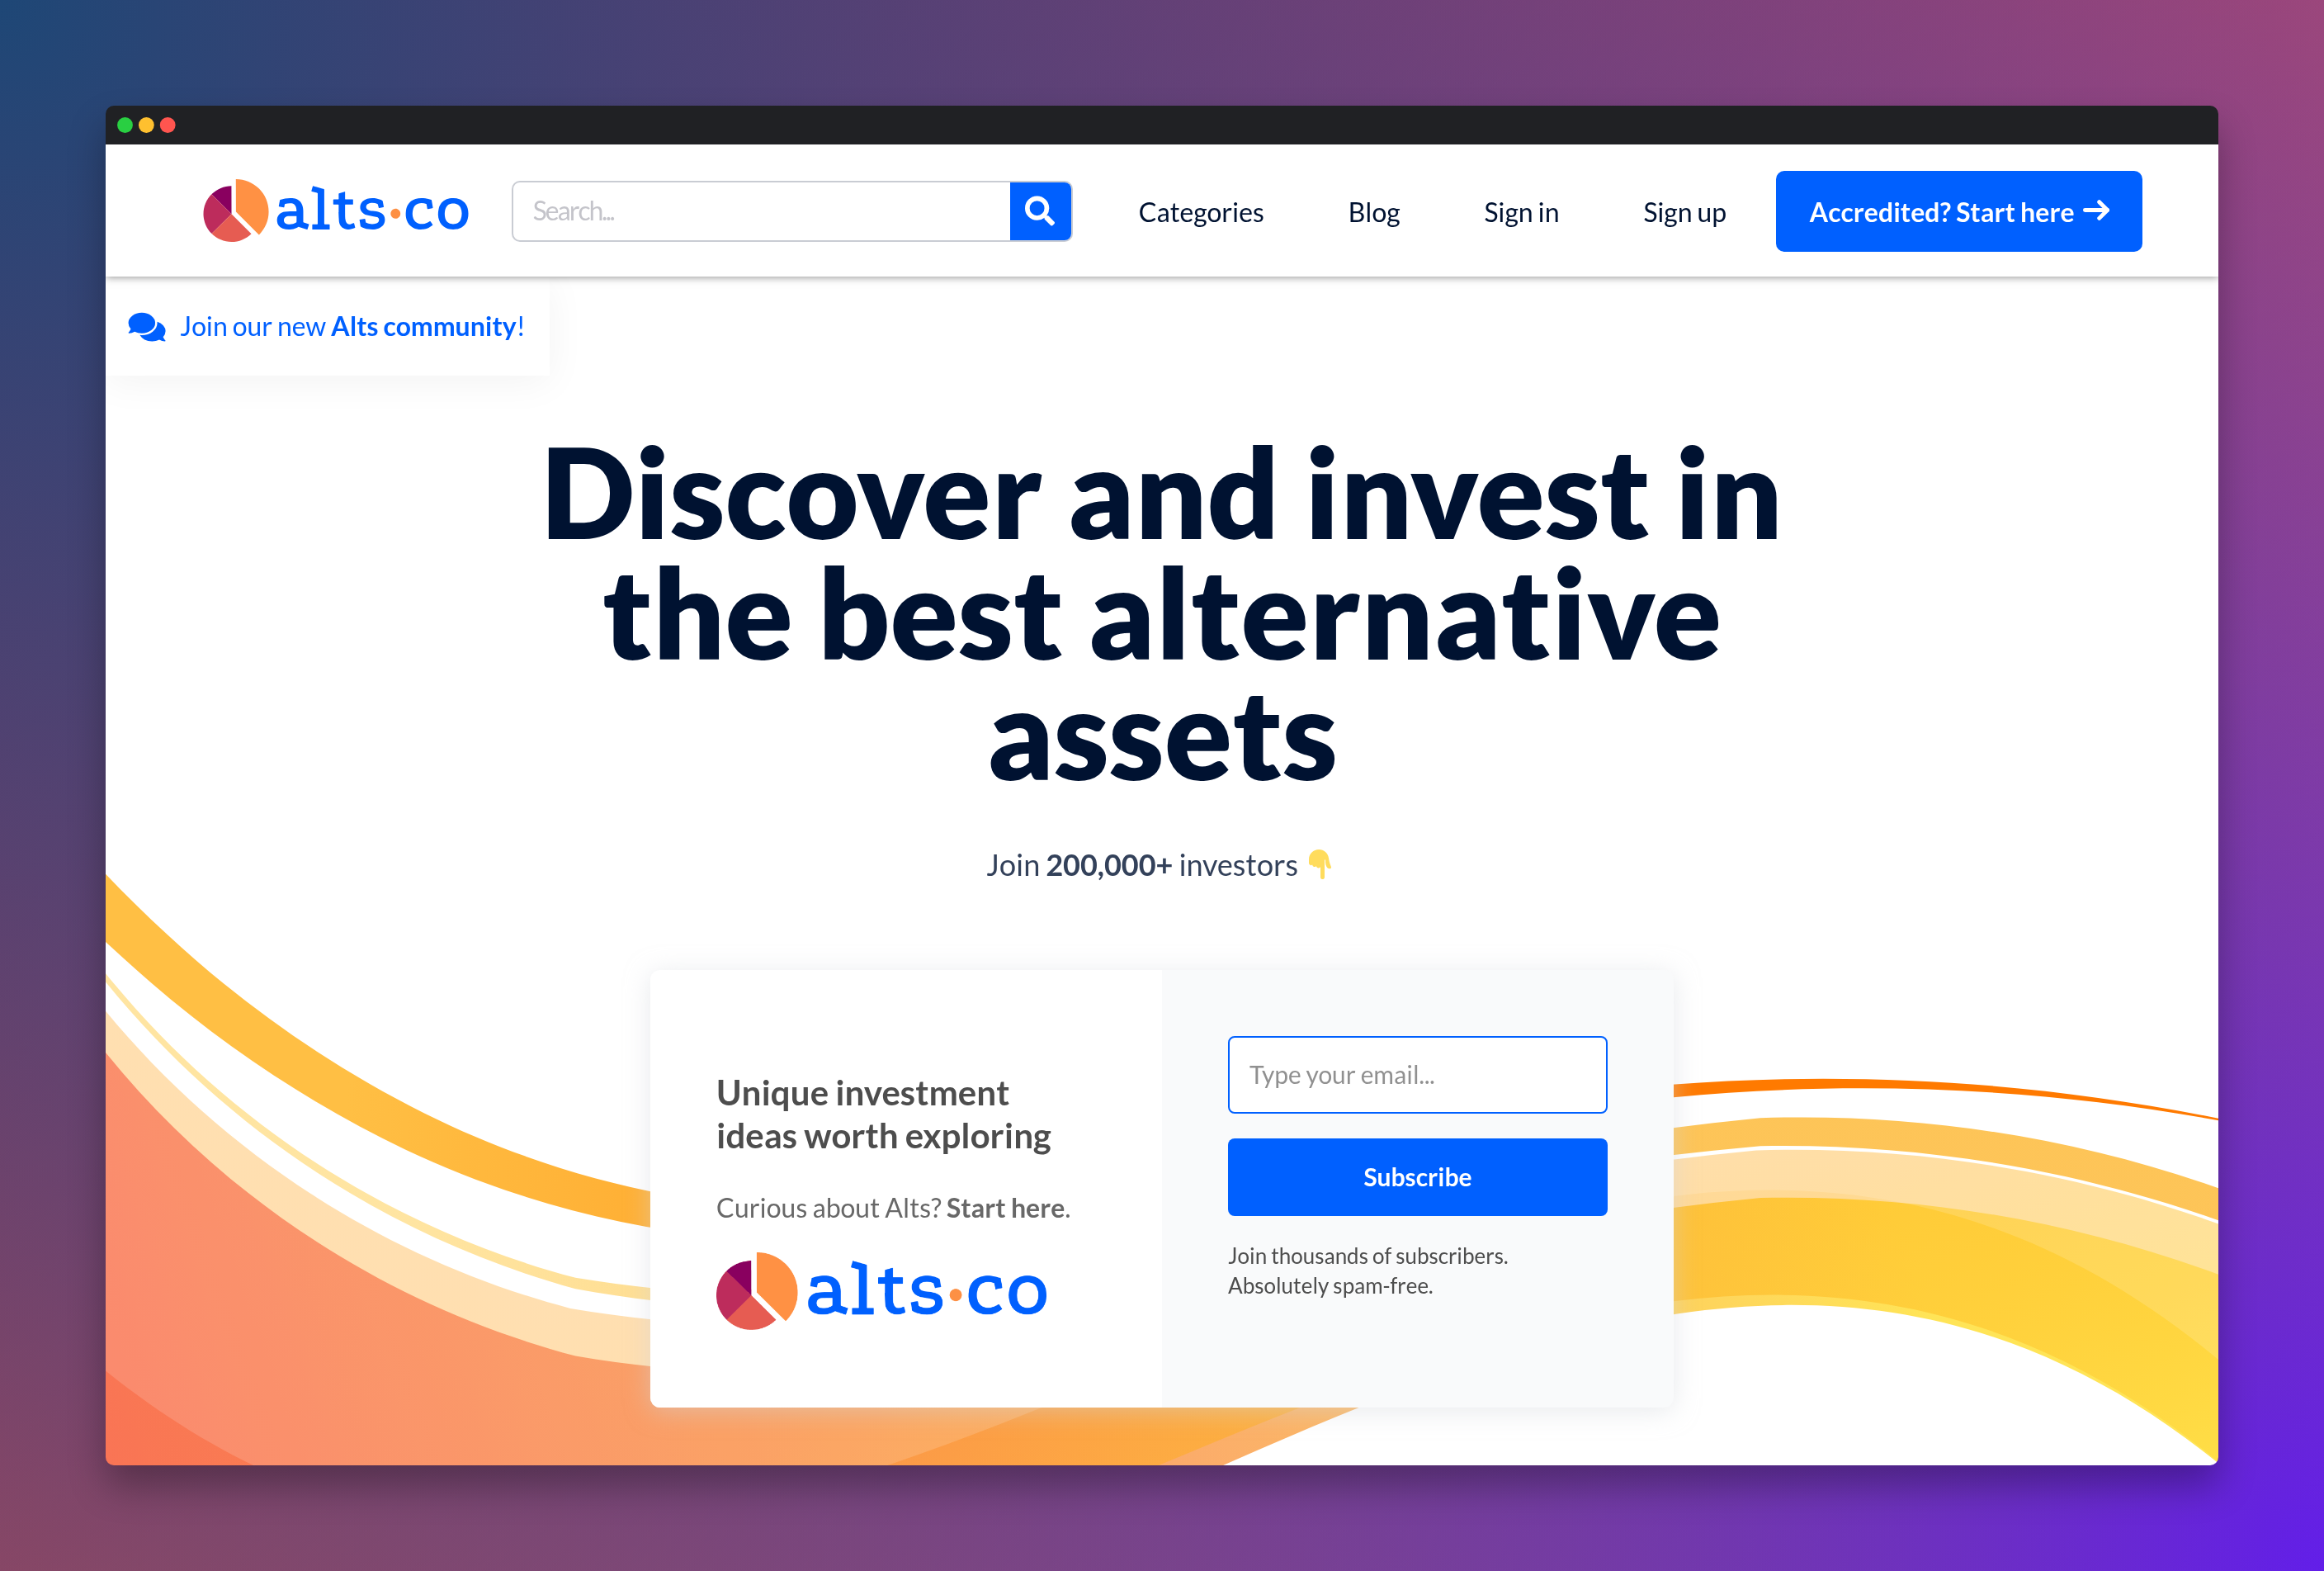 alts·co
Search...
Categories
Blog
Sign in
Sign up
Accredited? Start here →
Join our new Alts community!
Discover and invest in
the best alternative
assets
Join 200,000+ investors 👇
Unique investment
ideas worth exploring
Curious about Alts? Start here.
alts·co
Type your email...
Subscribe
Join thousands of subscribers.
Absolutely spam-free.